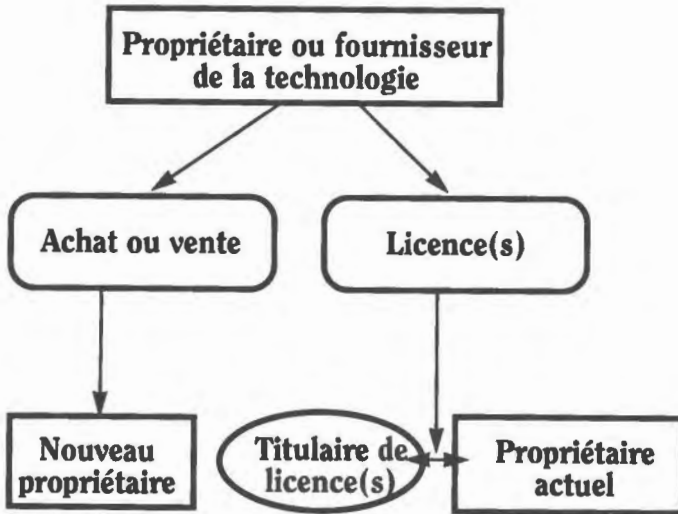 Propriétaire ou fournisseur
de la technologie
Achat ou vente
Licence(s)
Nouveau
propriétaire
Titulaire de
licence(s)
Propriétaire
actuel